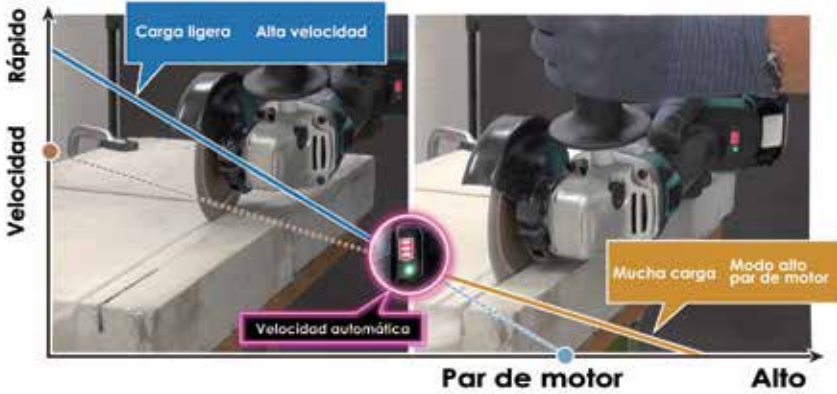 Rápido
Velocidad
Carga ligera Alta velocidad
Velocidad automática
Mucha carga Modo alto
par de motor
Par de motor Alto